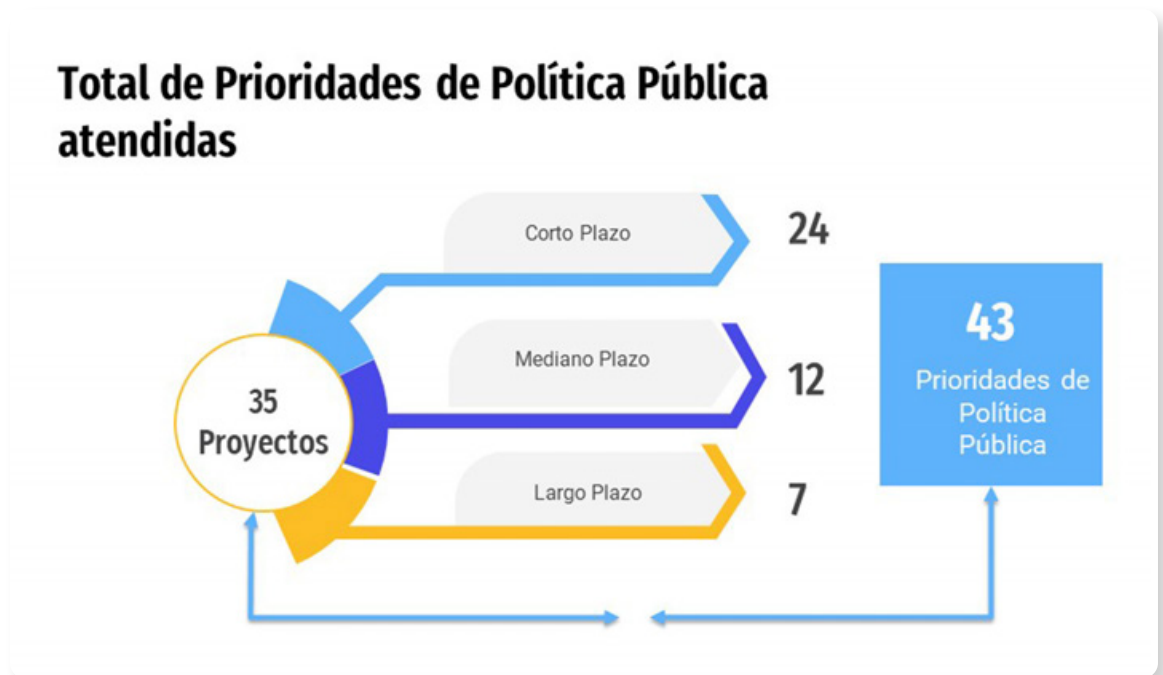 Total de Prioridades de Política Pública
atendidas
Corto Plazo
24
Mediano Plazo
12
Largo Plazo
7
35
Proyectos
43
Prioridades de
Política
Pública